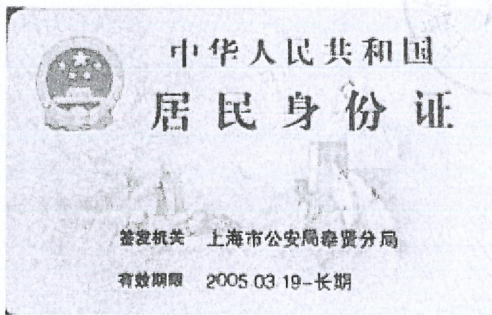 中华人民共和国
居民身份证
签发机关 上海市公安局奉贤分局
有效期限 2005.03.19-长期